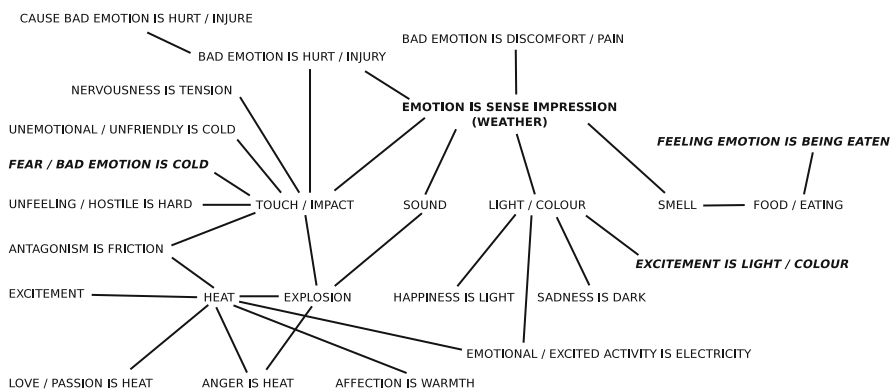 CAUSE BAD EMOTION IS HURT / INJURE
BAD EMOTION IS DISCOMFORT / PAIN
BAD EMOTION IS HURT / INJURY
NERVOUSNESS IS TENSION
EMOTION IS SENSE IMPRESSION
(WEATHER)
UNEMOTIONAL / UNFRIENDLY IS COLD
FEELING EMOTION IS BEING EATEN
FEAR / BAD EMOTION IS COLD
UNFEELING / HOSTILE IS HARD
TOUCH / IMPACT
SOUND
LIGHT / COLOUR
SMELL
FOOD / EATING
ANTAGONISM IS FRICTION
EXCITEMENT IS LIGHT / COLOUR
EXCITEMENT
HEAT
EXPLOSION
HAPPINESS IS LIGHT
SADNESS IS DARK
EMOTIONAL / EXCITED ACTIVITY IS ELECTRICITY
LOVE / PASSION IS HEAT
ANGER IS HEAT
AFFECTION IS WARMTH